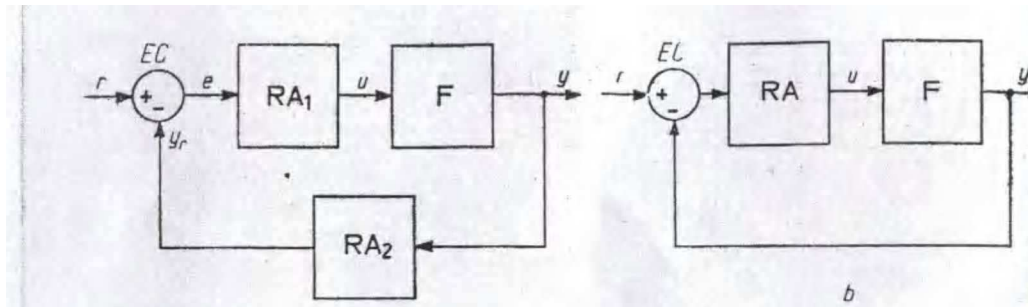 EC
r + - e RA₁ u F y
yᵣ
RA₂
EC
r + - RA u F y
b